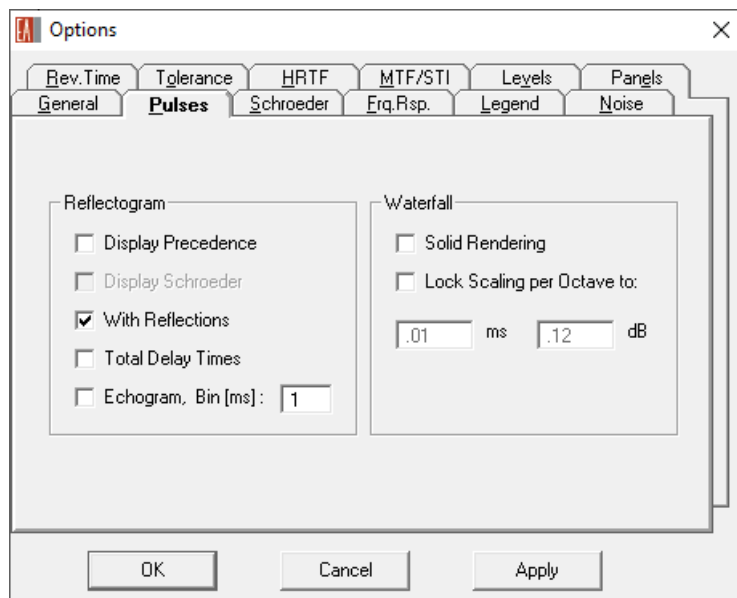 Options
Rev.Time Tolerance HRTF MTF/STI Levels Panels
General Pulses Schroeder Frq.Rsp. Legend Noise
Reflectogram
Display Precedence
Display Schroeder
With Reflections
Total Delay Times
Echogram, Bin [ms] : 1
Waterfall
Solid Rendering
Lock Scaling per Octave to:
.01 ms .12 dB
OK Cancel Apply